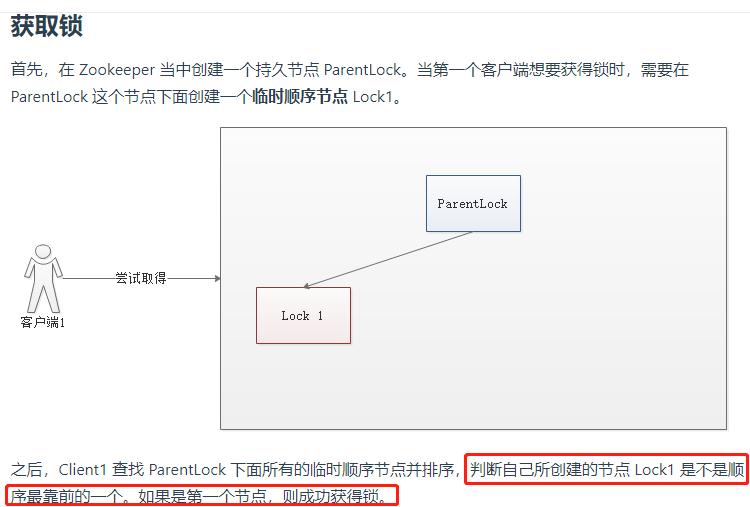 获取锁
首先，在 Zookeeper 当中创建一个持久节点 ParentLock。当第一个客户端想要获得锁时，需要在
ParentLock 这个节点下面创建一个临时顺序节点 Lock1。
ParentLock
尝试取得
Lock 1
客户端1
之后，Client1 查找 ParentLock 下面所有的临时顺序节点并排序，判断自己所创建的节点 Lock1 是不是顺
序最靠前的一个。如果是第一个节点，则成功获得锁。